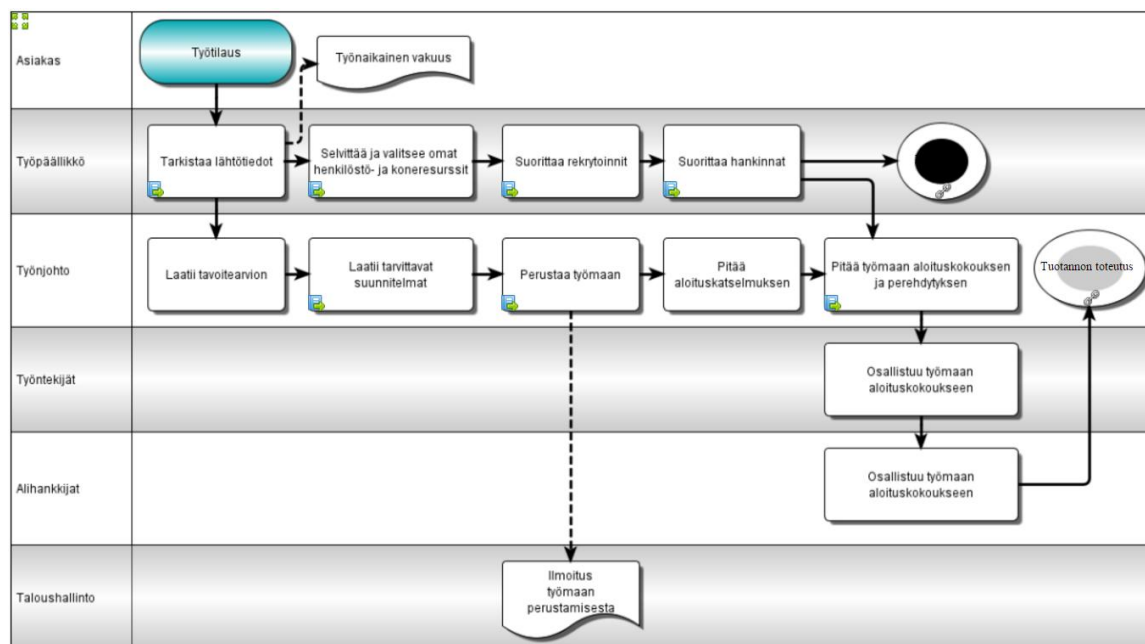 Asiakas
Työtilaus
Työnaikainen vakuus
Työpäällikkö
Tarkistaa lähtötiedot
Selvittää ja valitsee omat
henkilöstö- ja koneresurssit
Suorittaa rekrytoinnit
Suorittaa hankinnat
Työnjohto
Laatii tavoitearvion
Laatii tarvittavat
suunnitelmat
Perustaa työmaan
Pitää
aloituskatselmuksen
Pitää työmaan aloituskokouksen
ja perehdytyksen
Tuotannon toteutus
Työntekijät
Osallistuu työmaan
aloituskokoukseen
Alihankkijat
Osallistuu työmaan
aloituskokoukseen
Taloushallinto
Ilmoitus
työmaan
perustamisesta